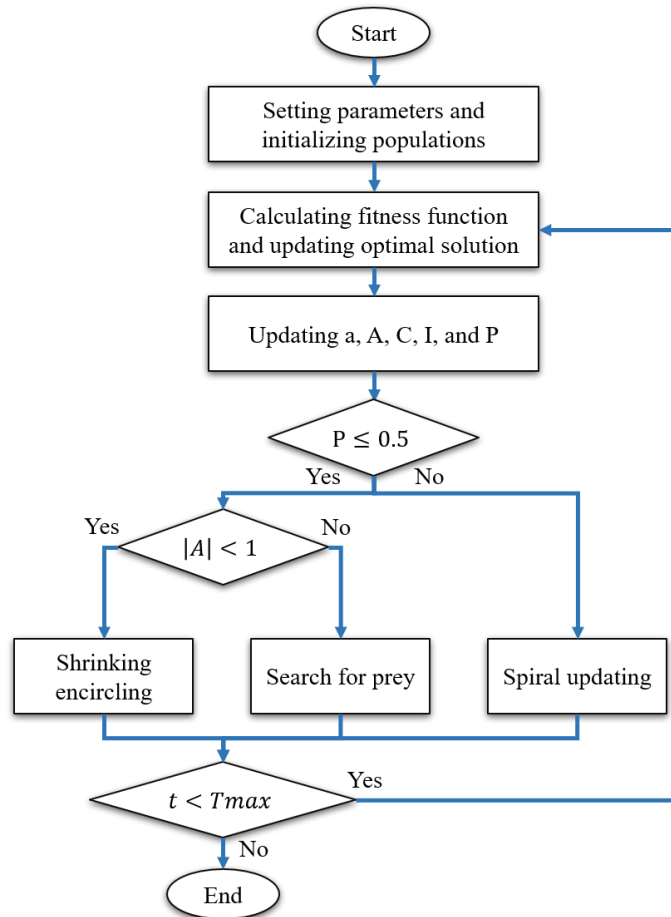 Start
Setting parameters and
initializing populations
Calculating fitness function
and updating optimal solution
Updating a, A, C, I, and P
P ≤ 0.5
Yes
No
Yes
|A| < 1
No
Shrinking
encircling
Search for prey
Spiral updating
t < Tmax
Yes
No
End